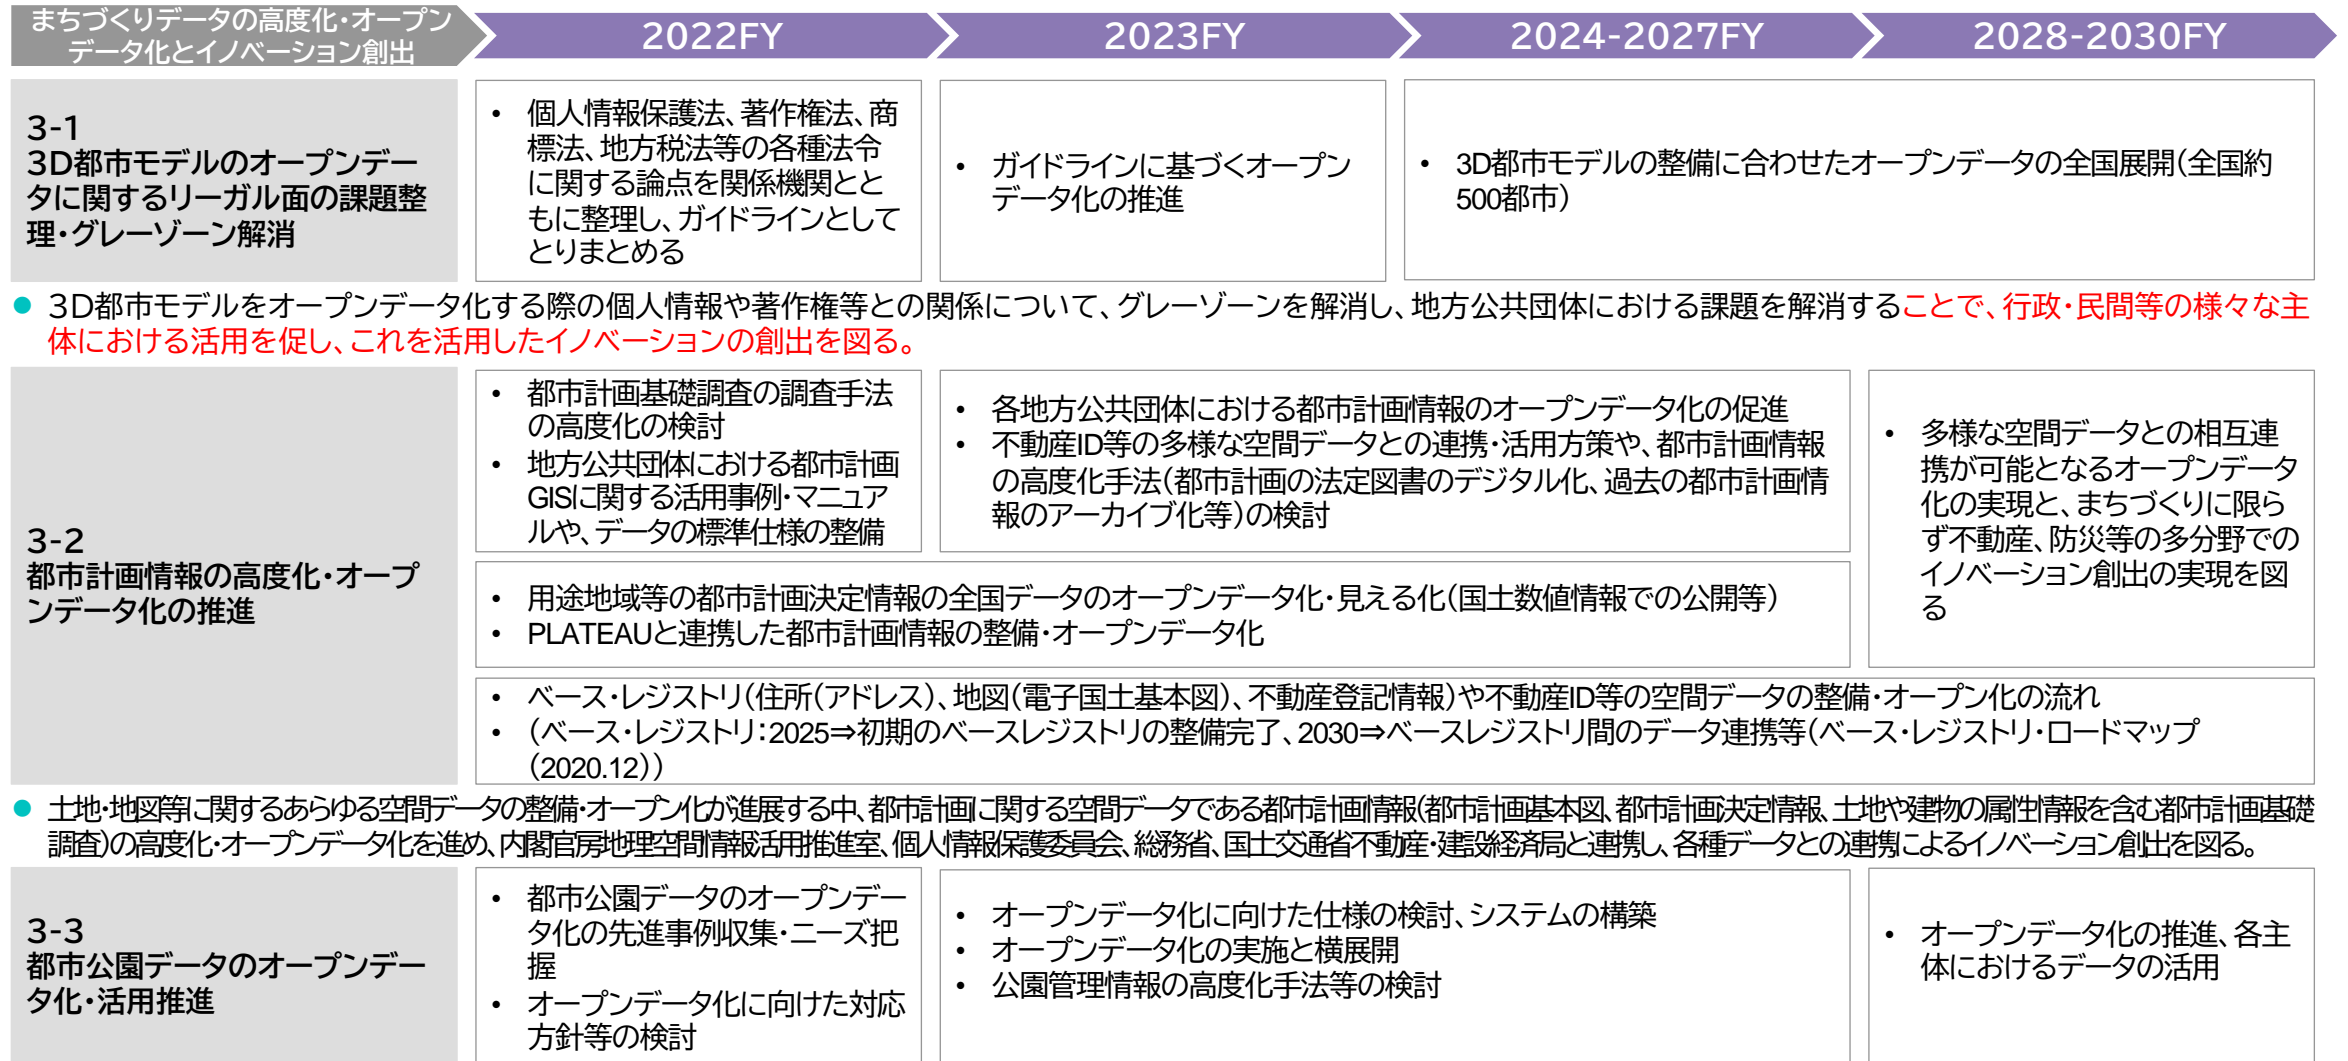 まちづくりデータの高度化・オープン
データ化とイノベーション創出
2022FY
2023FY
2024-2027FY
2028-2030FY
3-1
3D都市モデルのオープンデー
タに関するリーガル面の課題整
理・グレーゾーン解消
• 個人情報保護法、著作権法、商
標法、地方税法等の各種法令
に関する論点を関係機関とと
もに整理し、ガイドラインとして
とりまとめる
• ガイドラインに基づくオープン
データ化の推進
• 3D都市モデルの整備に合わせたオープンデータの全国展開（全国約
500都市）
● 3D都市モデルをオープンデータ化する際の個人情報や著作権等との関係について、グレーゾーンを解消し、地方公共団体における課題を解消することで、行政・民間等の様々な主
体における活用を促し、これを活用したイノベーションの創出を図る。
3-2
都市計画情報の高度化・オープ
ンデータ化の推進
• 都市計画基礎調査の調査手法
の高度化の検討
• 地方公共団体における都市計画
GISに関する活用事例・マニュア
ルや、データの標準仕様の整備
• 各地方公共団体における都市計画情報のオープンデータ化の促進
• 不動産ID等の多様な空間データとの連携・活用方策や、都市計画情報
の高度化手法（都市計画の法定図書のデジタル化、過去の都市計画情
報のアーカイブ化等）の検討
• 多様な空間データとの相互連
携が可能となるオープンデータ
化の実現と、まちづくりに限ら
ず不動産、防災等の多分野での
イノベーション創出の実現を図
る
• 用途地域等の都市計画決定情報の全国データのオープンデータ化・見える化（国土数値情報での公開等）
• PLATEAUと連携した都市計画情報の整備・オープンデータ化
• ベース・レジストリ（住所（アドレス）、地図（電子国土基本図）、不動産登記情報）や不動産ID等の空間データの整備・オープン化の流れ
• （ベース・レジストリ：2025⇒初期のベースレジストリの整備完了、2030⇒ベースレジストリ間のデータ連携等（ベース・レジストリ・ロードマップ
（2020.12））
● 土地・地図等に関するあらゆる空間データの整備・オープン化が進展する中、都市計画に関する空間データである都市計画情報（都市計画基本図、都市計画決定情報、土地や建物の属性情報を含む都市計画基礎
調査）の高度化・オープンデータ化を進め、内閣官房地理空間情報活用推進室、個人情報保護委員会、総務省、国土交通省不動産・建設経済局と連携し、各種データとの連携によるイノベーション創出を図る。
3-3
都市公園データのオープンデー
タ化・活用推進
• 都市公園データのオープンデー
タ化の先進事例収集・ニーズ把
握
• オープンデータ化に向けた対応
方針等の検討
• オープンデータ化に向けた仕様の検討、システムの構築
• オープンデータ化の実施と横展開
• 公園管理情報の高度化手法等の検討
• オープンデータ化の推進、各主
体におけるデータの活用